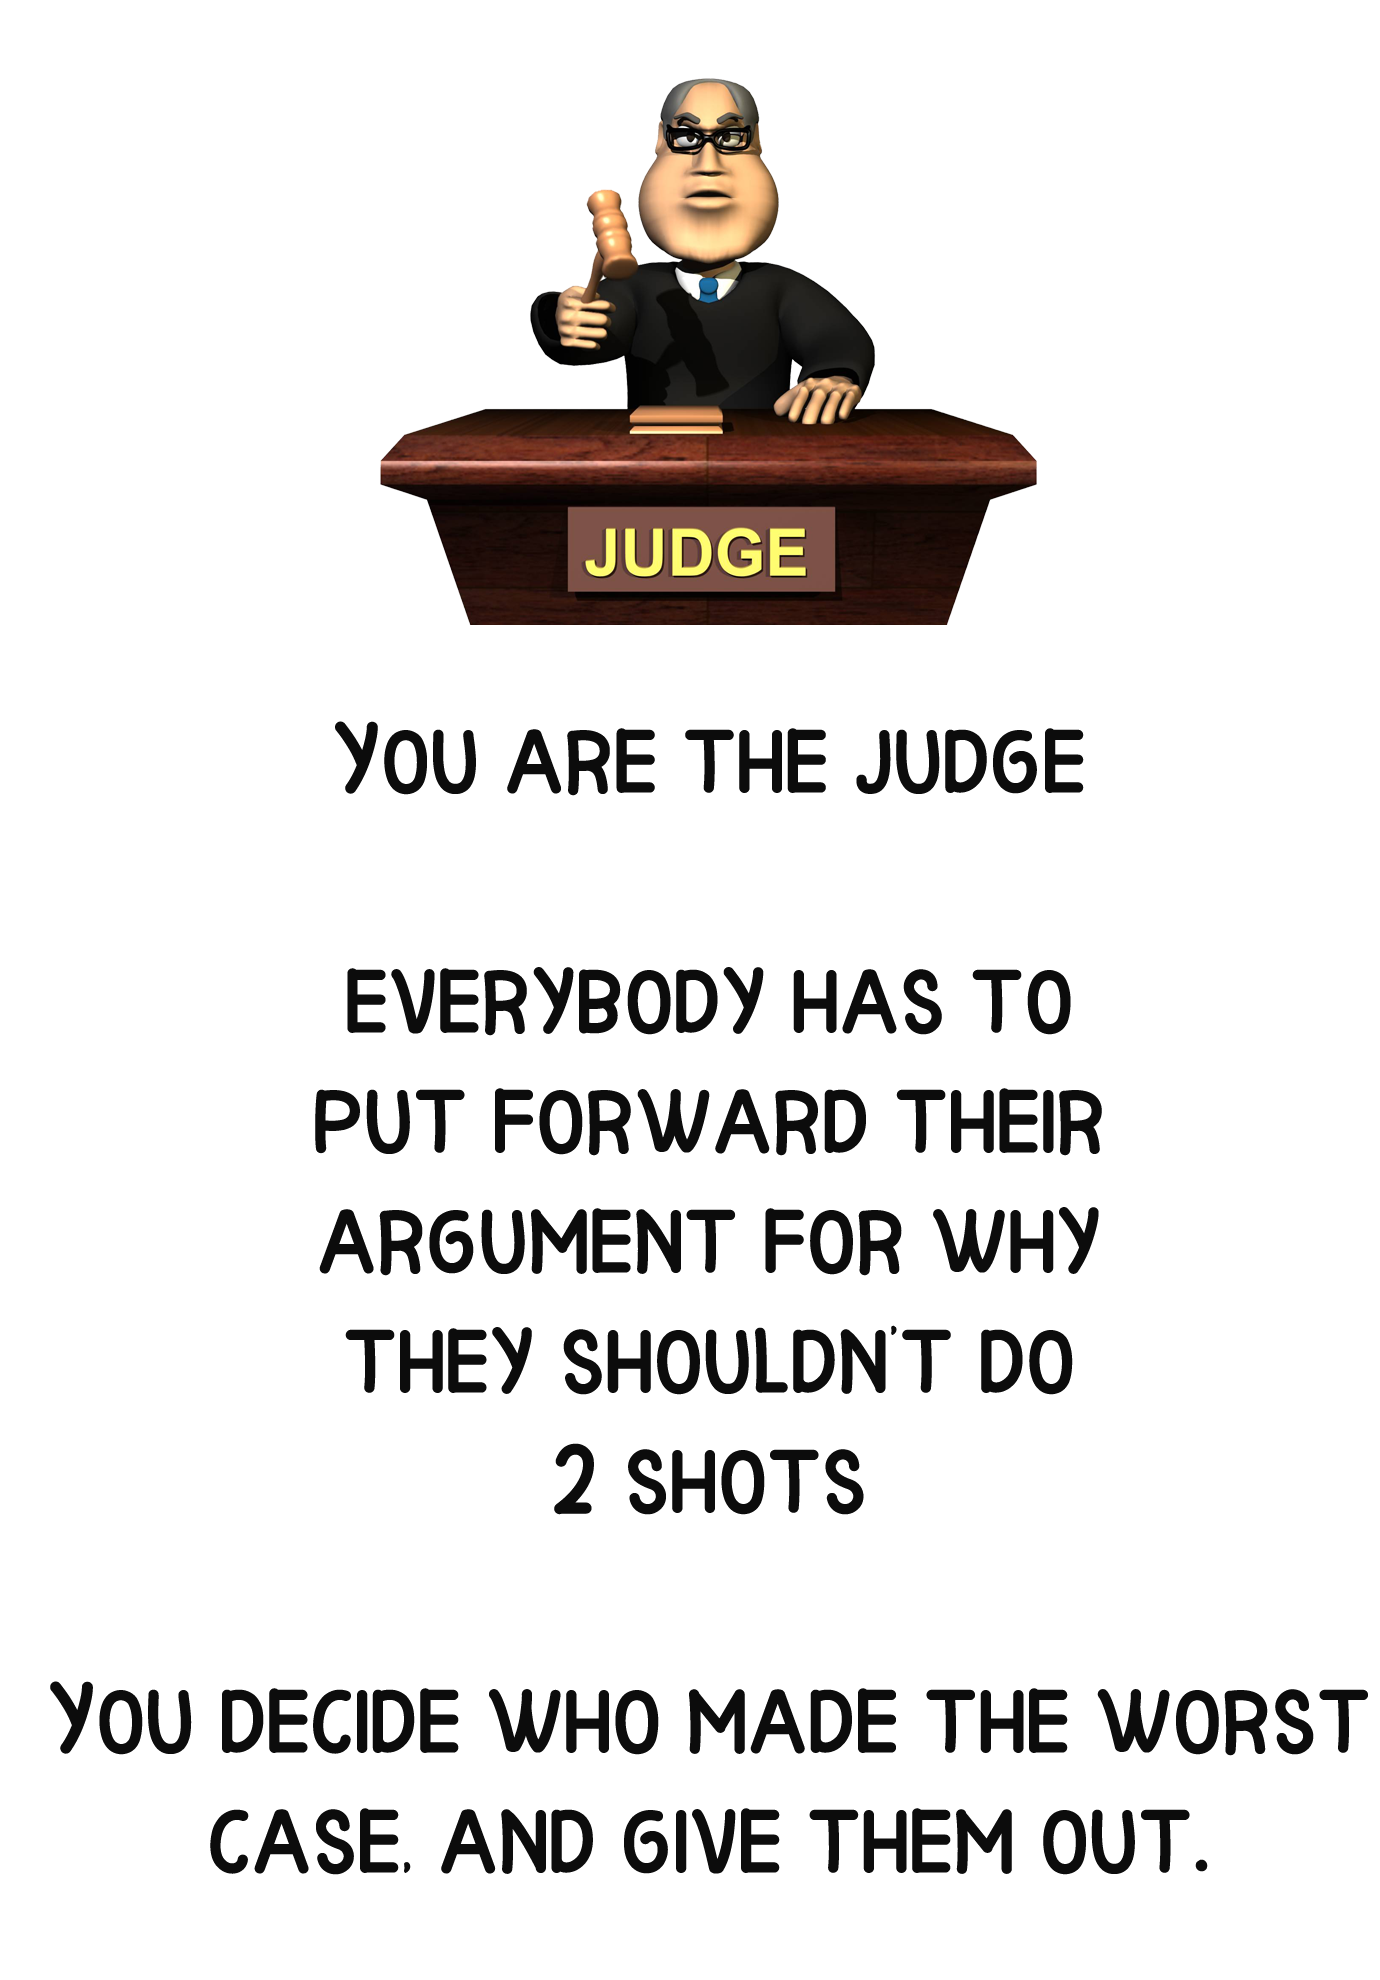 JUDGE
YOU ARE THE JUDGE
EVERYBODY HAS TO
PUT FORWARD THEIR
ARGUMENT FOR WHY
THEY SHOULDN'T DO
2 SHOTS
YOU DECIDE WHO MADE THE WORST
CASE, AND GIVE THEM OUT.